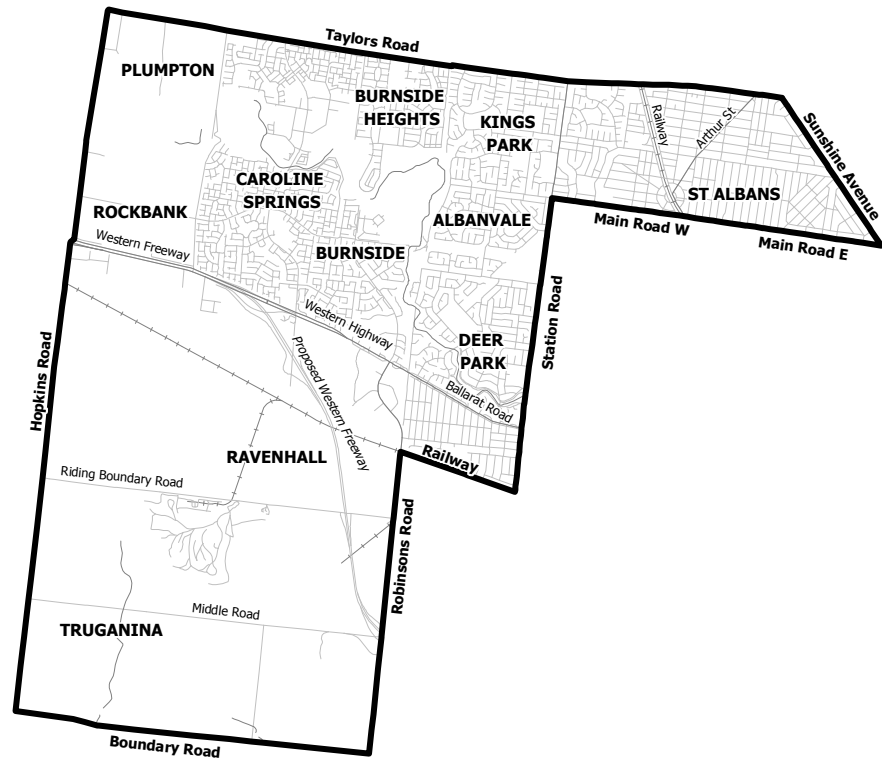 Taylors Road
PLUMPTON
BURNSIDE
HEIGHTS
KINGS
PARK
Railway
Arthur St
Sunshine Avenue
CAROLINE
SPRINGS
ST ALBANS
ROCKBANK
ALBANVALE
Main Road W
Main Road E
Western Freeway
BURNSIDE
Station Road
Western Highway
DEER
PARK
Hopkins Road
Proposed Western Freeway
Ballarat Road
RAVENHALL
Railway
Riding Boundary Road
Robinsons Road
Middle Road
TRUGANINA
Boundary Road